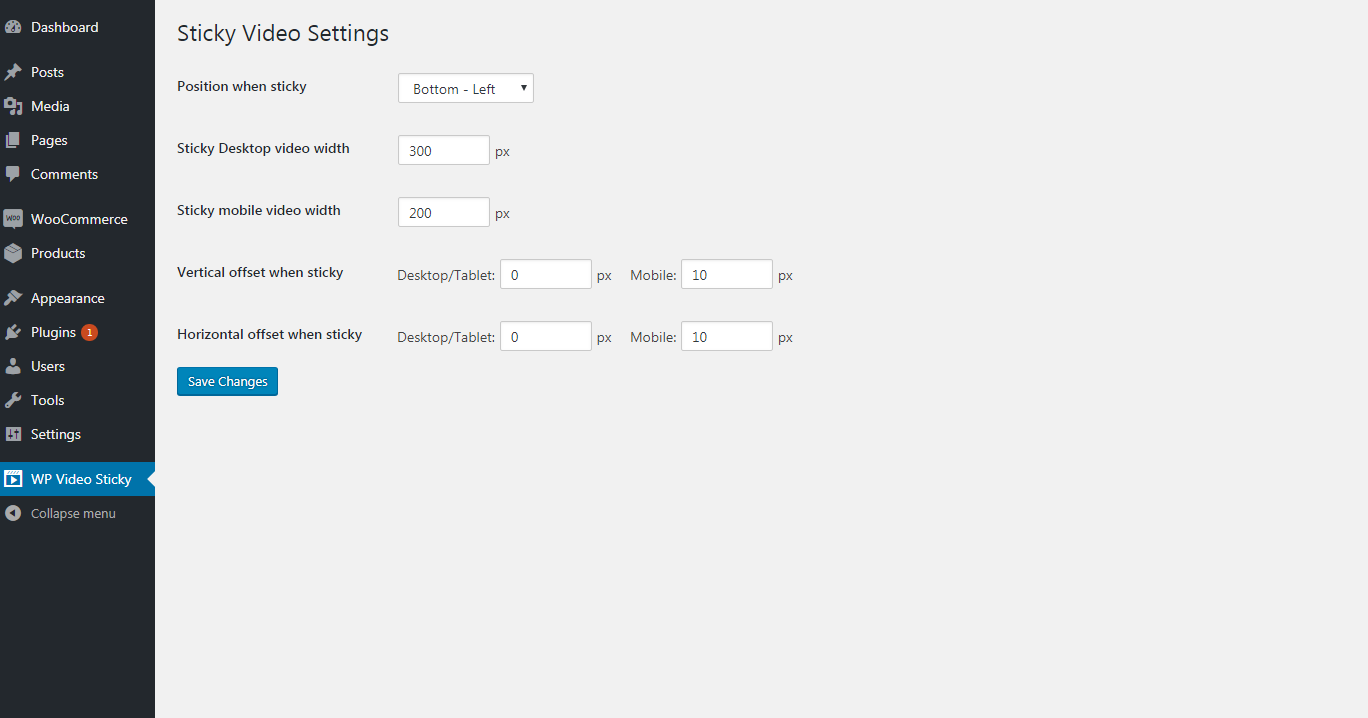 Dashboard
Posts
Media
Pages
Comments
WOO WooCommerce
Products
Appearance
Plugins 1
Users
Tools
Settings
WP Video Sticky
Collapse menu
Sticky Video Settings
Position when sticky Bottom - Left
Sticky Desktop video width 300 px
Sticky mobile video width 200 px
Vertical offset when sticky Desktop/Tablet: 0 px Mobile: 10 px
Horizontal offset when sticky Desktop/Tablet: 0 px Mobile: 10 px
Save Changes